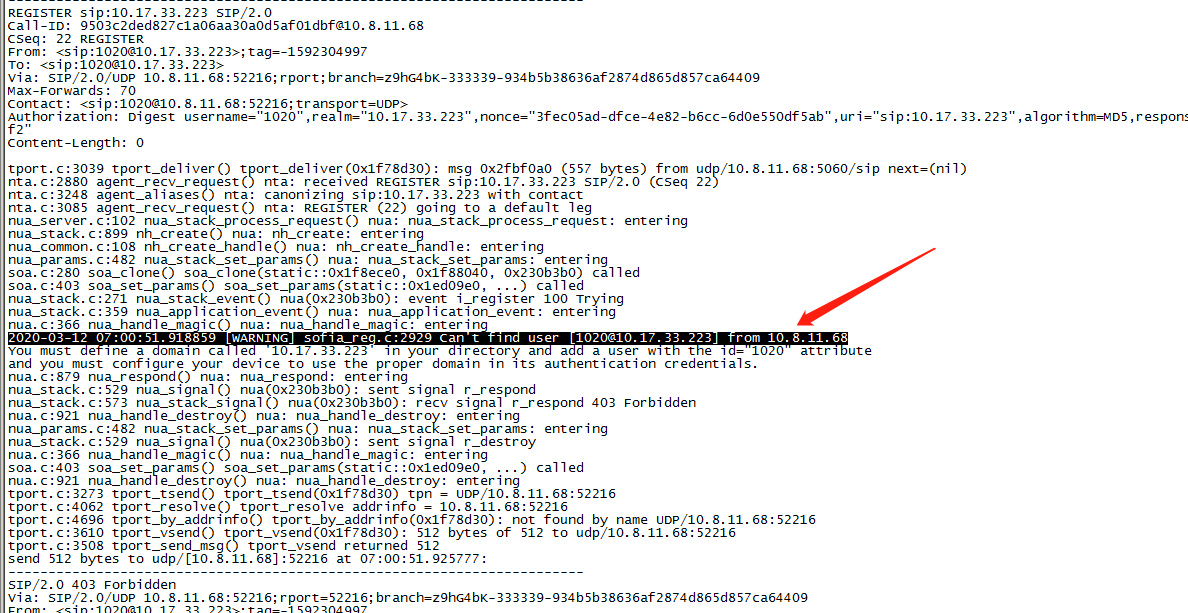 ------------------------------------------------------------------------
REGISTER sip:10.17.33.223 SIP/2.0
Call-ID: 9503c2ded827c1a06aa30a0d5af01dbf@10.8.11.68
CSeq: 22 REGISTER
From: <sip:1020@10.17.33.223>;tag=-1592304997
To: <sip:1020@10.17.33.223>
Via: SIP/2.0/UDP 10.8.11.68:52216;rport;branch=z9hG4bK-333339-934b5b38636af2874d865d857ca64409
Max-Forwards: 70
Contact: <sip:1020@10.8.11.68:52216;transport=UDP>
Authorization: Digest username="1020",realm="10.17.33.223",nonce="3fec05ad-dfce-4e82-b6cc-6d0e550df5ab",uri="sip:10.17.33.223",algorithm=MD5,respons
f2"
Content-Length: 0
tport.c:3039 tport_deliver() tport_deliver(0x1f78d30): msg 0x2fbf0a0 (557 bytes) from udp/10.8.11.68:5060/sip next=(nil)
nta.c:2880 agent_recv_request() nta: received REGISTER sip:10.17.33.223 SIP/2.0 (CSeq 22)
nta.c:3248 agent_aliases() nta: canonizing sip:10.17.33.223 with contact
nta.c:3085 agent_recv_request() nta: REGISTER (22) going to a default leg
nua_server.c:102 nua_stack_process_request() nua: nua_stack_process_request: entering
nua_stack.c:899 nh_create() nua: nh_create: entering
nua_common.c:108 nh_create_handle() nua: nh_create_handle: entering
nua_params.c:482 nua_stack_set_params() nua: nua_stack_set_params: entering
soa.c:280 soa_clone() soa_clone(static::0x1f8ece0, 0x1f88040, 0x230b3b0) called
soa.c:403 soa_set_params() soa_set_params(static::0x1ed09e0, ...) called
nua_stack.c:271 nua_stack_event() nua(0x230b3b0): event i_register 100 Trying
nua_stack.c:359 nua_application_event() nua: nua_application_event: entering
nua.c:366 nua_handle_magic() nua: nua_handle_magic: entering
2020-03-12 07:00:51.918859 [WARNING] sofia_reg.c:2929 Can't find user [1020@10.17.33.223] from 10.8.11.68
You must define a domain called '10.17.33.223' in your directory and add a user with the id="1020" attribute
and you must configure your device to use the proper domain in its authentication credentials.
nua.c:879 nua_respond() nua: nua_respond: entering
nua_stack.c:529 nua_signal() nua(0x230b3b0): sent signal r_respond
nua_stack.c:573 nua_stack_signal() nua(0x230b3b0): recv signal r_respond 403 Forbidden
nua.c:921 nua_handle_destroy() nua: nua_handle_destroy: entering
nua_params.c:482 nua_stack_set_params() nua: nua_stack_set_params: entering
nua_stack.c:529 nua_signal() nua(0x230b3b0): sent signal r_destroy
nua.c:366 nua_handle_magic() nua: nua_handle_magic: entering
soa.c:403 soa_set_params() soa_set_params(static::0x1ed09e0, ...) called
nua.c:921 nua_handle_destroy() nua: nua_handle_destroy: entering
tport.c:3273 tport_tsend() tport_tsend(0x1f78d30) tpn = UDP/10.8.11.68:52216
tport.c:4062 tport_resolve() tport_resolve addrinfo = 10.8.11.68:52216
tport.c:4696 tport_by_addrinfo() tport_by_addrinfo(0x1f78d30): not found by name UDP/10.8.11.68:52216
tport.c:3610 tport_vsend() tport_vsend(0x1f78d30): 512 bytes of 512 to udp/10.8.11.68:52216
tport.c:3508 tport_send_msg() tport_vsend returned 512
send 512 bytes to udp/[10.8.11.68]:52216 at 07:00:51.925777:
------------------------------------------------------------------------
SIP/2.0 403 Forbidden
Via: SIP/2.0/UDP 10.8.11.68:52216;rport=52216;branch=z9hG4bK-333339-934b5b38636af2874d865d857ca64409
From: <sip:1020@10.17.33.223>;tag=-1592304997